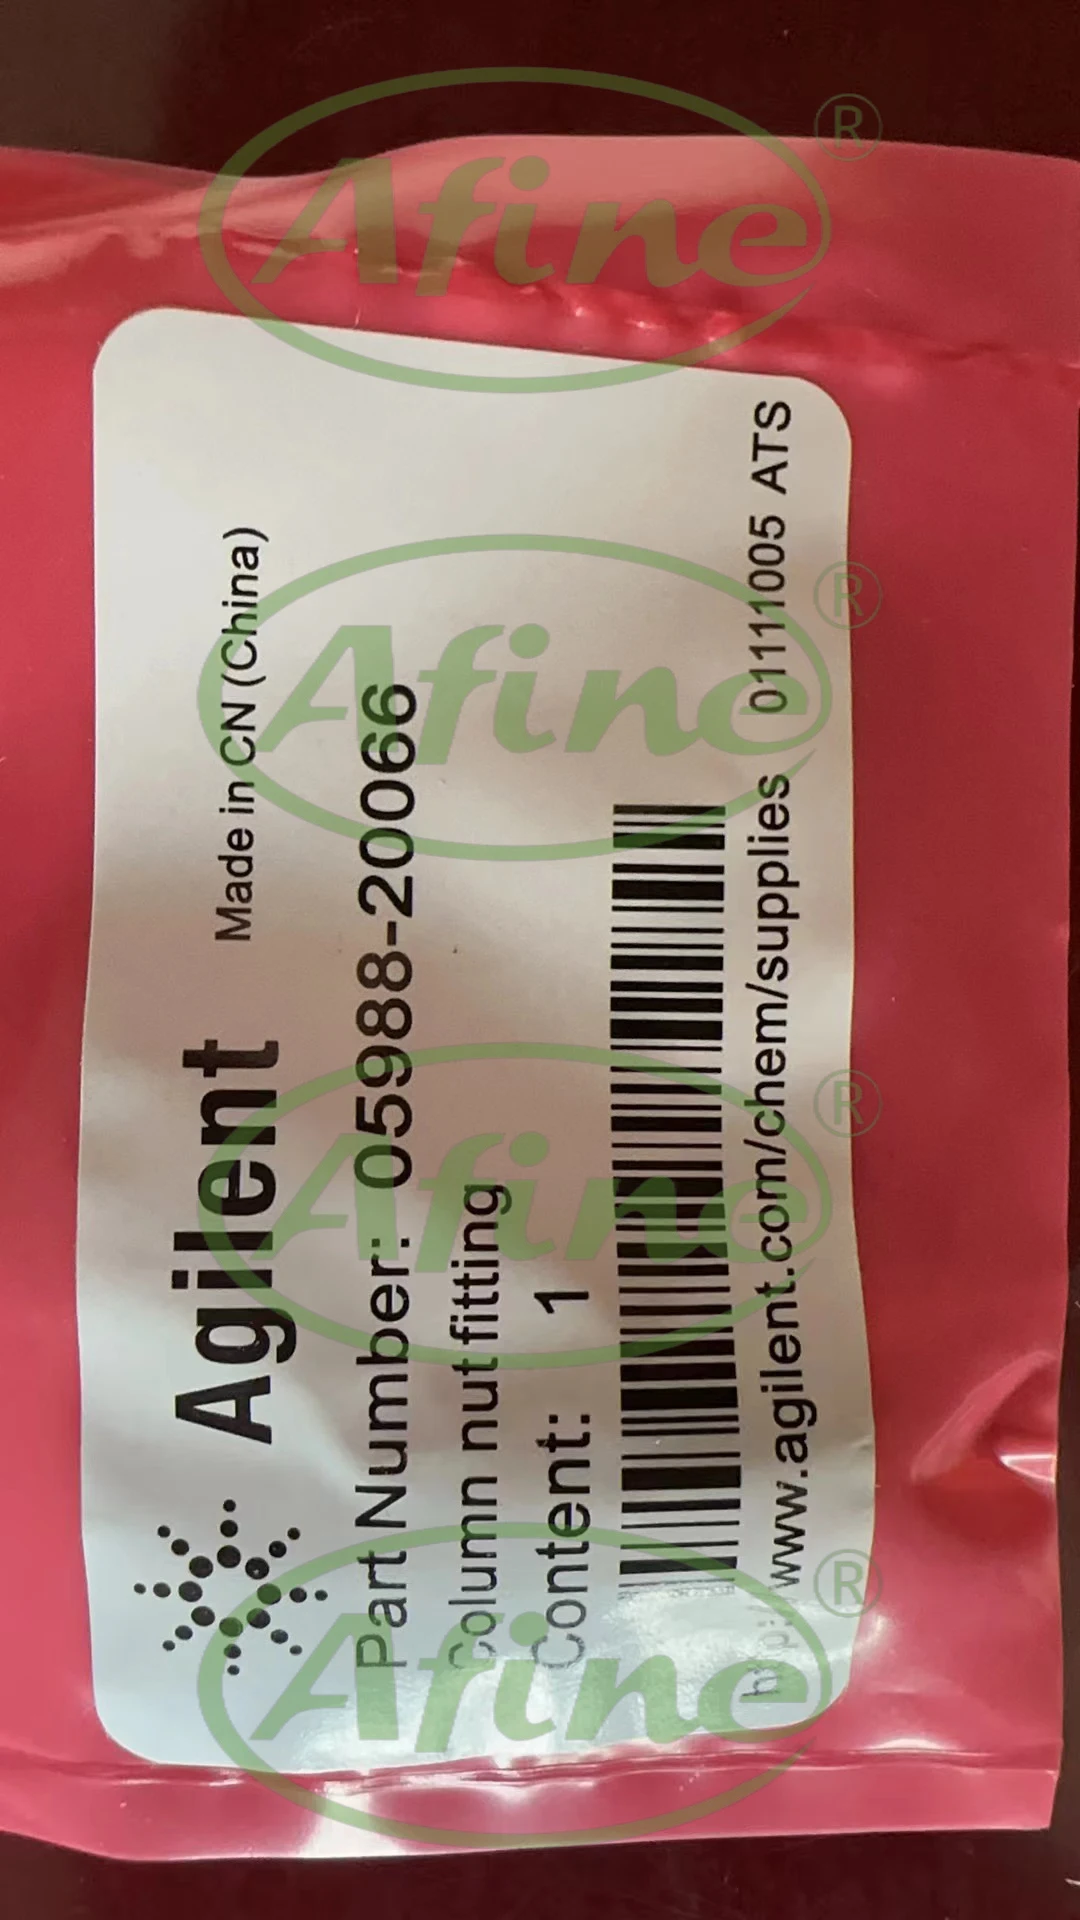 Agilent Made in CN (China)
Part Number: 05988-20066
Column nut fitting
Content: 1
http://www.agilent.com/chem/supplies 0111005 ATS
Afine®
Afine®
Afine®
Afine®